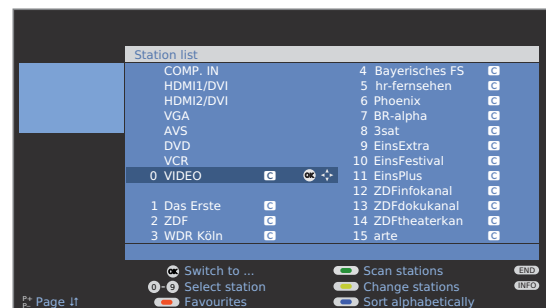 Station list
COMP. IN
HDMI1/DVI
HDMI2/DVI
VGA
AVS
DVD
VCR
0 VIDEO C OK
1 Das Erste C
2 ZDF C
3 WDR Köln C
4 Bayerisches FS C
5 hr-fernsehen C
6 Phoenix C
7 BR-alpha C
8 3sat C
9 EinsExtra C
10 EinsFestival C
11 EinsPlus C
12 ZDFinfokanal C
13 ZDFdokukanal C
14 ZDFtheaterkan C
15 arte C
OK Switch to ...
0-9 Select station
P+ P- Page
Favourites
Scan stations END
Change stations INFO
Sort alphabetically